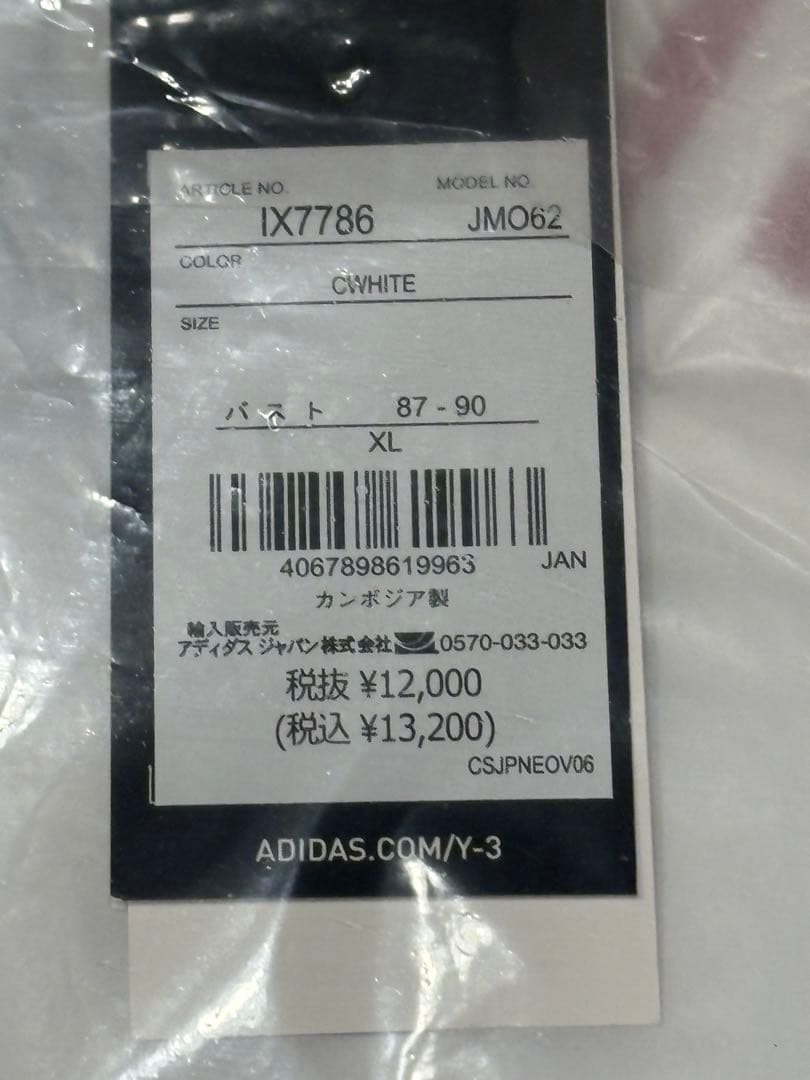 ARTICLE NO. MODEL NO.
IX7786 JMO62
COLOR
CWHITE
SIZE
バスト 87 - 90
XL
4067898619963 JAN
カンボジア製
輸入販売元
アディダス ジャパン株式会社 0570-033-033
税抜 ¥12,000
(税込 ¥13,200)
CSJPNEOV06
ADIDAS.COM/Y-3